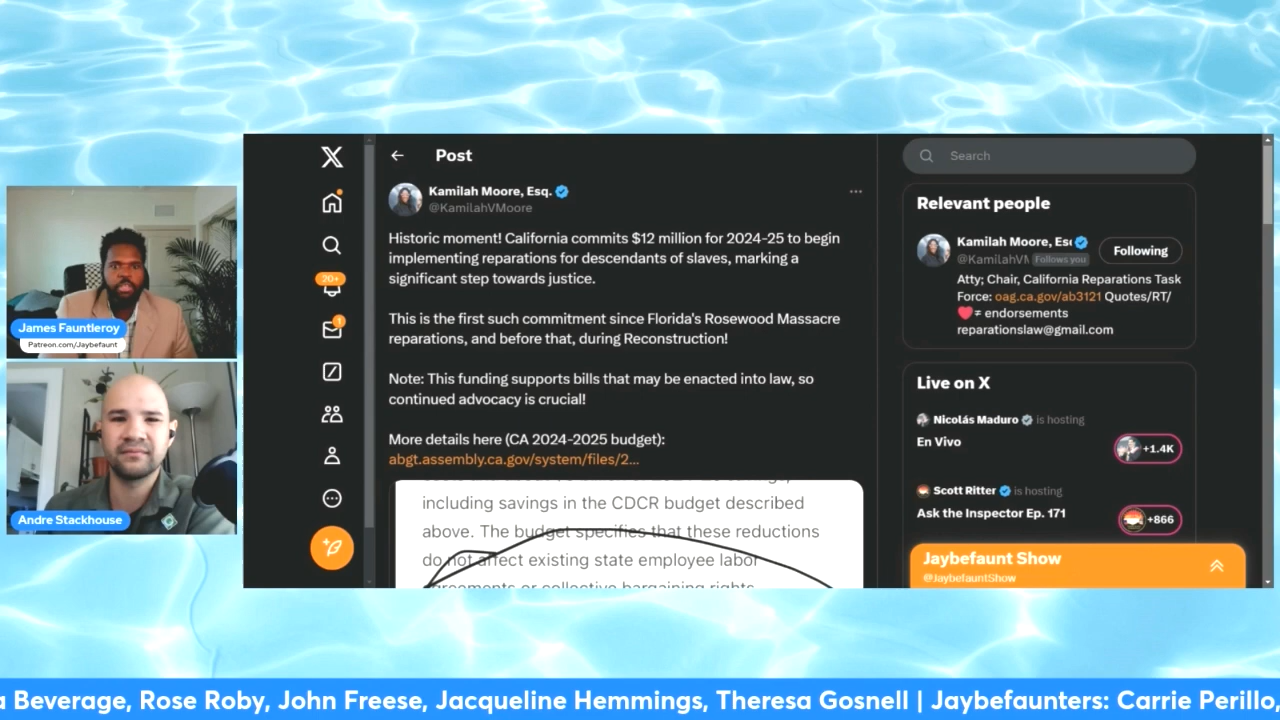 James Fauntleroy
Patreon.com/Jaybefaunt
Andre Stackhouse
20+
1
Post
Kamilah Moore, Esq.
@KamilahVMoore
Historic moment! California commits $12 million for 2024-25 to begin
implementing reparations for descendants of slaves, marking a
significant step towards justice.
This is the first such commitment since Florida's Rosewood Massacre
reparations, and before that, during Reconstruction!
Note: This funding supports bills that may be enacted into law, so
continued advocacy is crucial!
More details here (CA 2024-2025 budget):
abgt.assembly.ca.gov/system/files/2...
including savings in the CDCR budget described
above. The budget specifies that these reductions
do not affect existing state employee labor
agreements or collective bargaining rights
Search
Relevant people
Kamilah Moore, Es
@KamilahVM Follows you
Following
Atty; Chair, California Reparations Task
Force: oag.ca.gov/ab3121 Quotes/RT/
❤️≠ endorsements
reparationslaw@gmail.com
Live on X
Nicolás Maduro is hosting
En Vivo
+1.4K
Scott Ritter is hosting
Ask the Inspector Ep. 171
+866
Jaybefaunt Show
@JaybefauntShow
a Beverage, Rose Roby, John Freese, Jacqueline Hemmings, Theresa Gosnell | Jaybefaunters: Carrie Perillo,